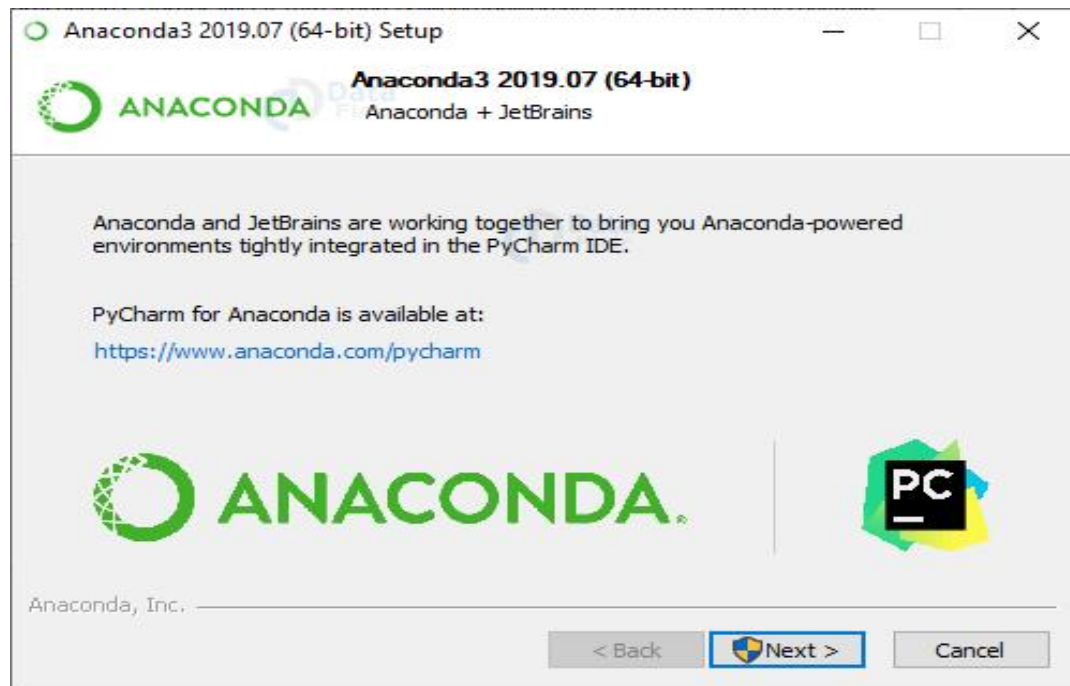 Anaconda3 2019.07 (64-bit) Setup
Anaconda3 2019.07 (64-bit)
ANACONDA
Data
Anaconda + JetBrains
Anaconda and JetBrains are working together to bring you Anaconda-powered
environments tightly integrated in the PyCharm IDE.
PyCharm for Anaconda is available at:
https://www.anaconda.com/pycharm
ANACONDA.
PC
Anaconda, Inc.
< Back
Next >
Cancel